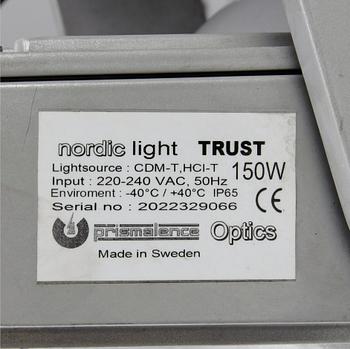 nordic light TRUST
Lightsource : CDM-T,HCI-T 150W
Input : 220-240 VAC, 50Hz
Enviroment : -40°C / +40°C IP65
Serial no : 2022329066 CE
prismalence Optics
Made in Sweden